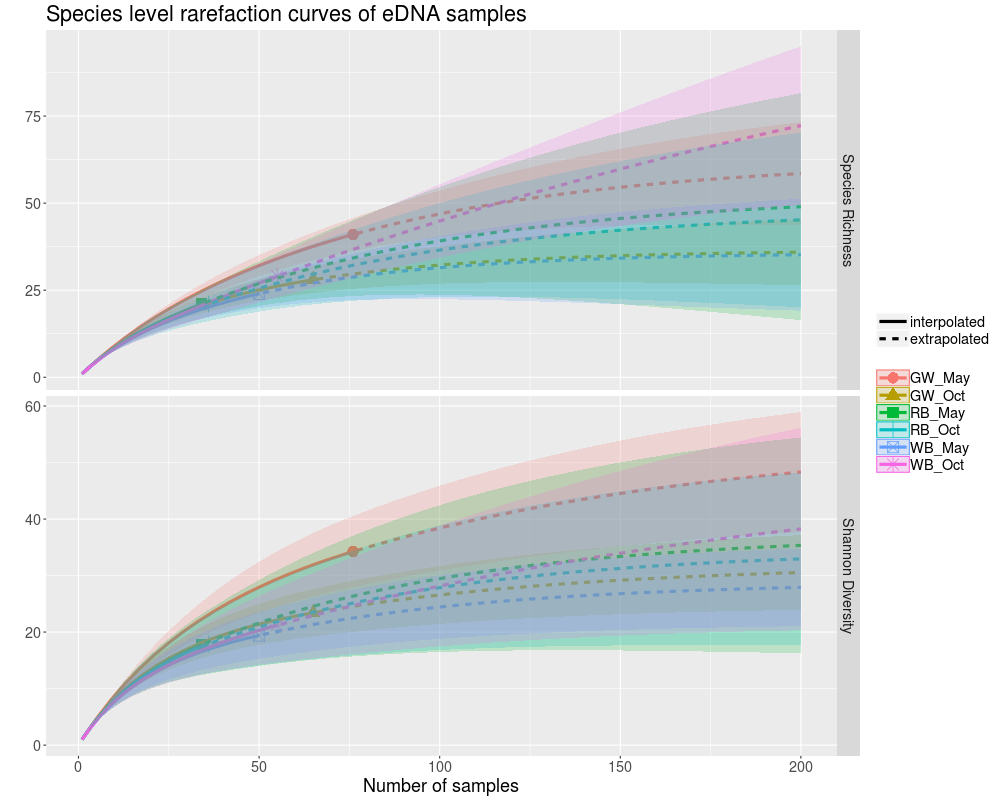 Species level rarefaction curves of eDNA samples
75
50
25
0
Species Richness
60
40
20
0
Shannon Diversity
0 50 100 150 200
Number of samples
interpolated
extrapolated
GW_May
GW_Oct
RB_May
RB_Oct
WB_May
WB_Oct